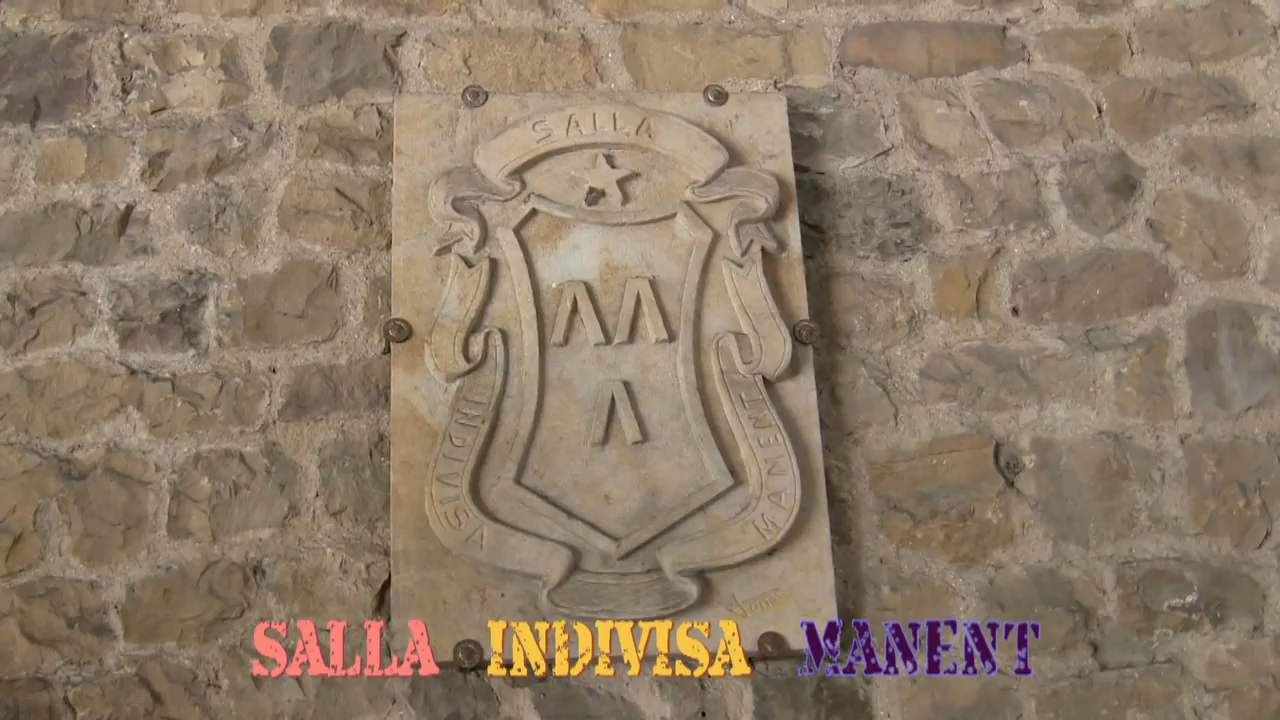 SALLA
INDIVISA
MANENT
SALLA INDIVISA MANENT